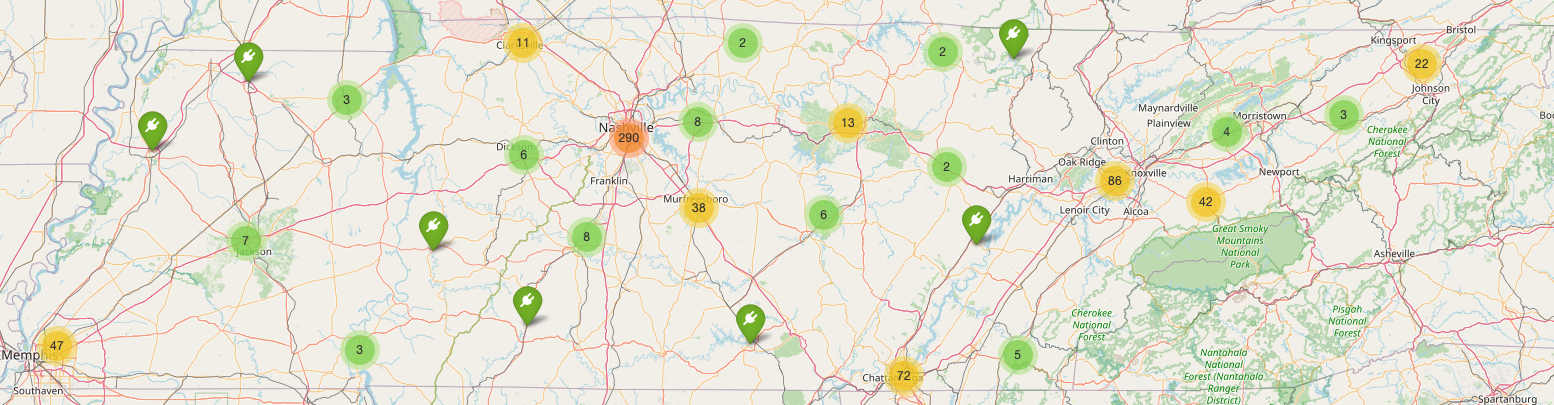 Kingsport
Bristol
11
2
2
22
Johnson
City
3
Maynardville
Plainview
Morristown
3
Nashville
290
8
13
4
Cherokee
National
Forest
Clinton
6
2
Oak Ridge
Knoxville
Newport
Franklin
Harriman
86
Murfreesboro
38
6
Lenoir City
Alcoa
42
7
Jackson
8
Great Smoky
Mountains
National
Park
Asheville
Cherokee
National
Forest
Pisgah
National
Forest
47
Memphis
3
5
Nantahala
National
Forest (Nantahala
Ranger
District)
72
Southaven
Spartanburg